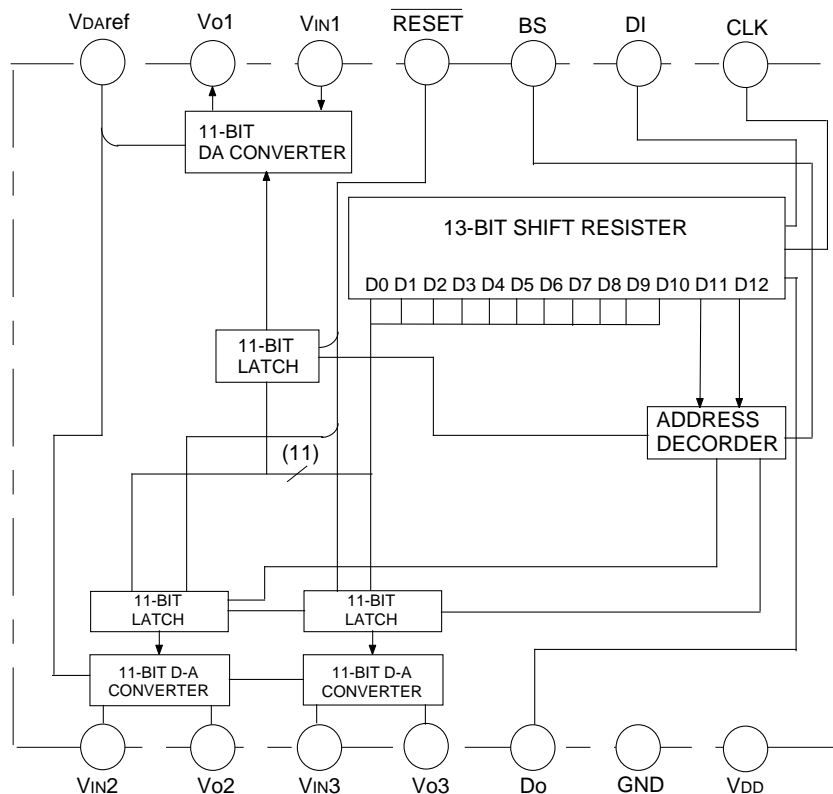 VDAref Vo1 VIN1 RESET BS DI CLK
11-BIT
DA CONVERTER
13-BIT SHIFT RESISTER
D0 D1 D2 D3 D4 D5 D6 D7 D8 D9 D10 D11 D12
11-BIT
LATCH
ADDRESS
DECORDER
(11)
11-BIT
LATCH
11-BIT
LATCH
11-BIT D-A
CONVERTER
11-BIT D-A
CONVERTER
VIN2 Vo2 VIN3 Vo3 Do GND VDD